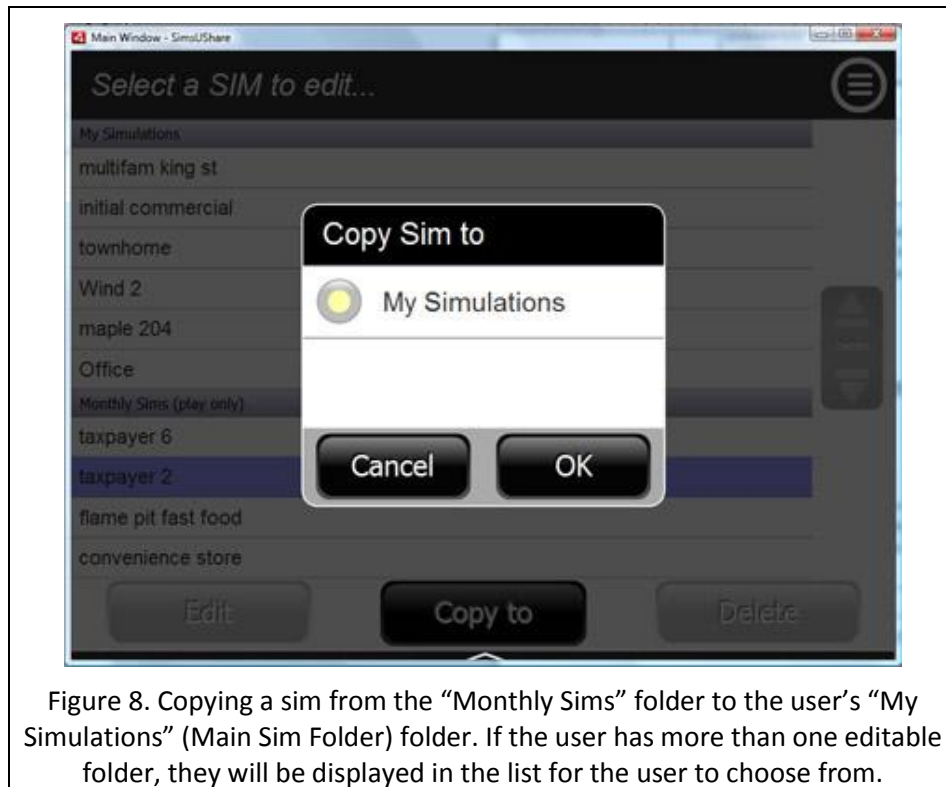 Main Window - SimsUShare
Select a SIM to edit...
My Simulations
multifam king st
initial commercial
townhome
Wind 2
maple 204
Office
Monthly Sims (play only)
taxpayer 6
taxpayer 2
flame pit fast food
convenience store
Copy Sim to
My Simulations
Cancel OK
Edit Copy to Delete
Figure 8. Copying a sim from the “Monthly Sims” folder to the user’s “My
Simulations” (Main Sim Folder) folder. If the user has more than one editable
folder, they will be displayed in the list for the user to choose from.